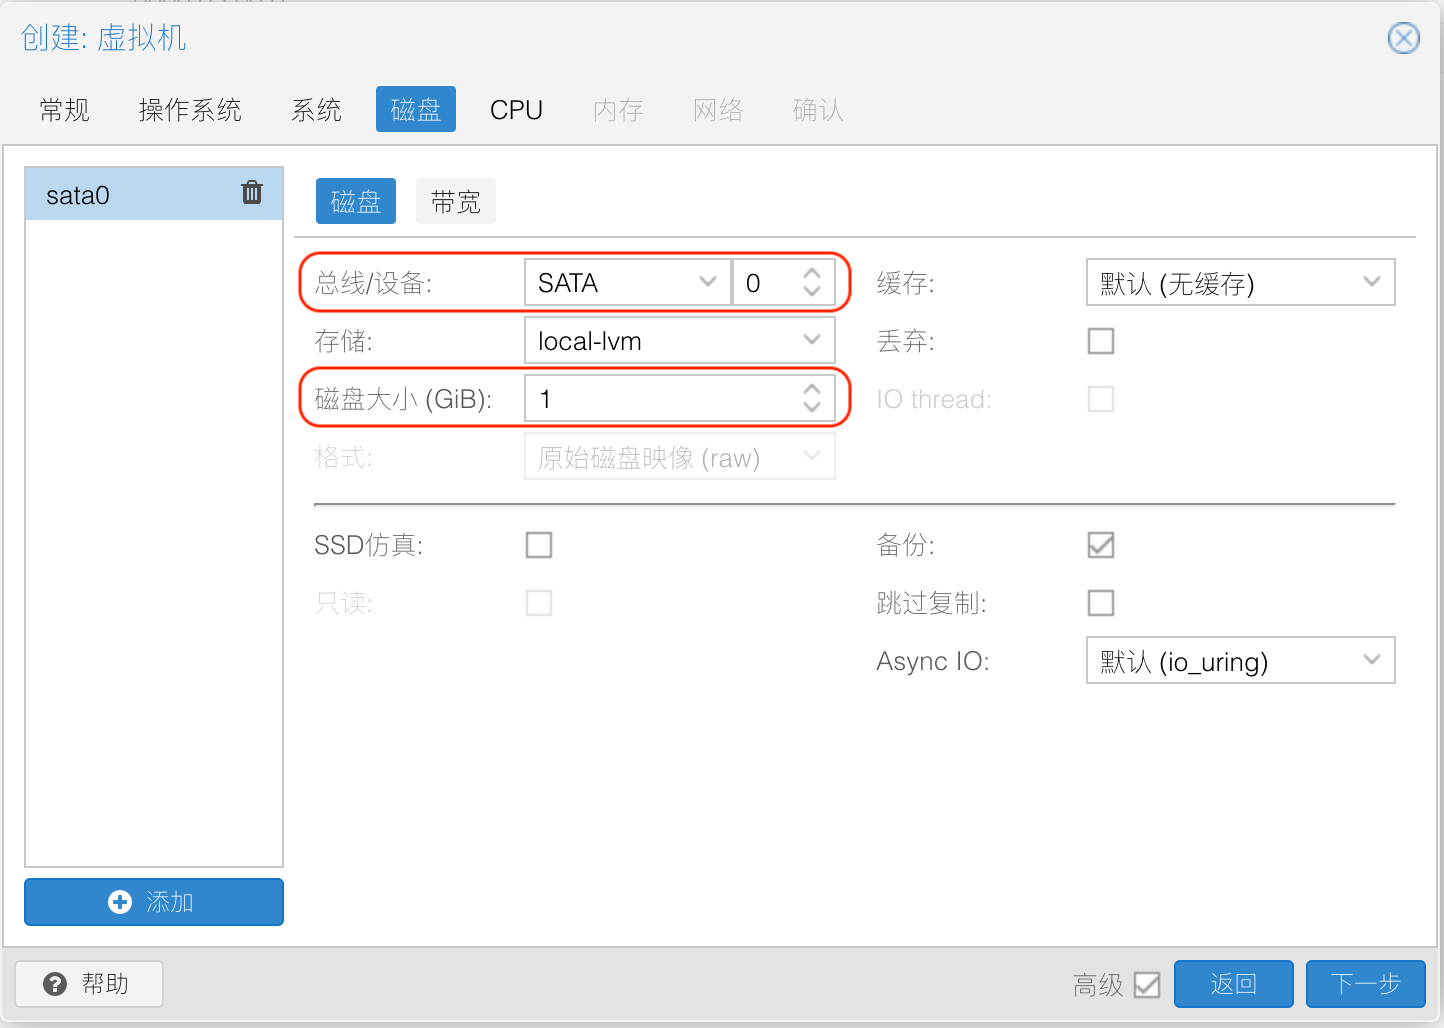 创建: 虚拟机
常规 操作系统 系统 磁盘 CPU 内存 网络 确认
sata0
磁盘 带宽
总线/设备: SATA 0 缓存: 默认 (无缓存)
存储: local-lvm 丢弃:
磁盘大小 (GiB): 1 IO thread:
格式: 原始磁盘映像 (raw)
SSD仿真: 备份:
只读: 跳过复制:
Async IO: 默认 (io_uring)
添加
帮助 高级 返回 下一步